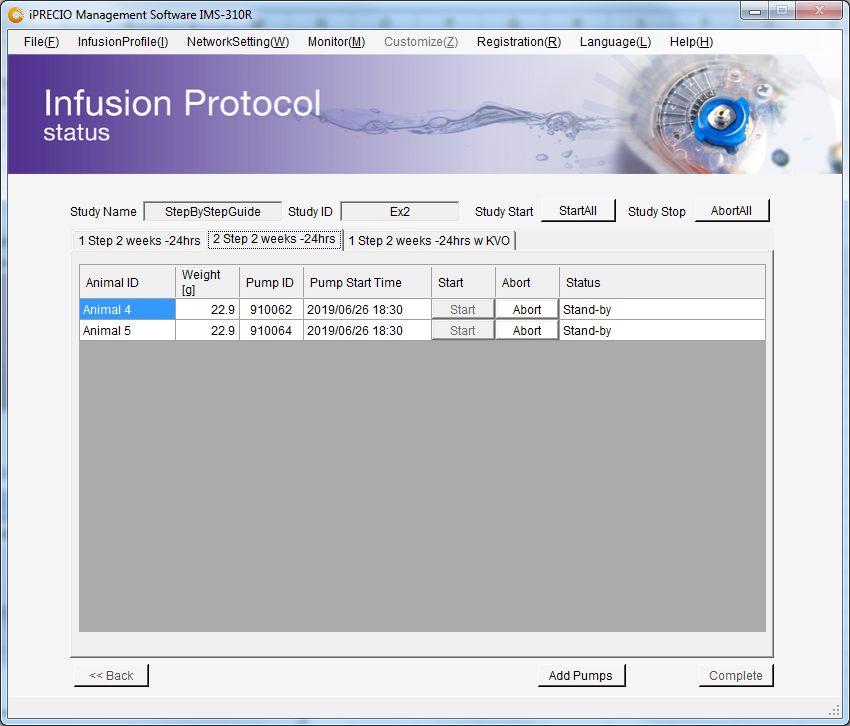 iPRECIO Management Software IMS-310R
File(F) InfusionProfile(I) NetworkSetting(W) Monitor(M) Customize(Z) Registration(R) Language(L) Help(H)
Infusion Protocol
status
Study Name StepByStepGuide Study ID Ex2 Study Start StartAll Study Stop AbortAll
1 Step 2 weeks -24hrs 2 Step 2 weeks -24hrs 1 Step 2 weeks -24hrs w KVO
Animal ID Weight [g] Pump ID Pump Start Time Start Abort Status
Animal 4 22.9 910062 2019/06/26 18:30 Start Abort Stand-by
Animal 5 22.9 910064 2019/06/26 18:30 Start Abort Stand-by
<< Back Add Pumps Complete